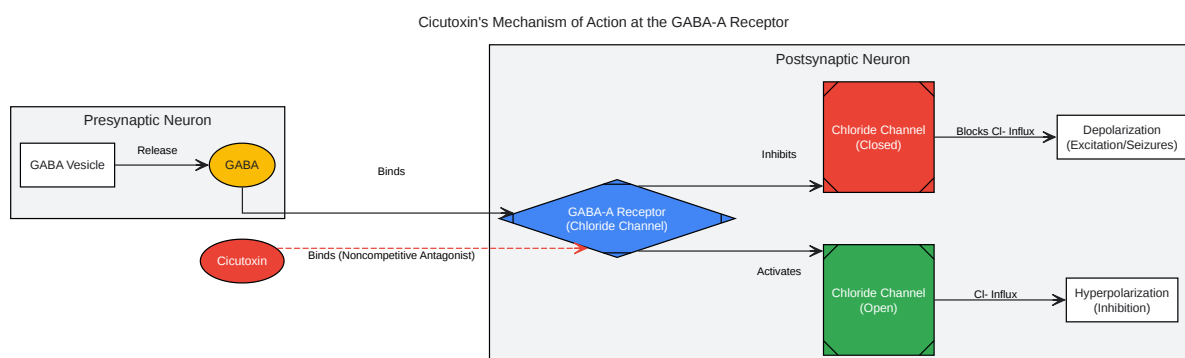 Cicutoxin's Mechanism of Action at the GABA-A Receptor
Postsynaptic Neuron
Presynaptic Neuron
GABA Vesicle
Release
GABA
Binds
Cicutoxin
Binds (Noncompetitive Antagonist)
GABA-A Receptor
(Chloride Channel)
Inhibits
Chloride Channel
(Closed)
Blocks Cl- Influx
Depolarization
(Excitation/Seizures)
Activates
Chloride Channel
(Open)
Cl- Influx
Hyperpolarization
(Inhibition)